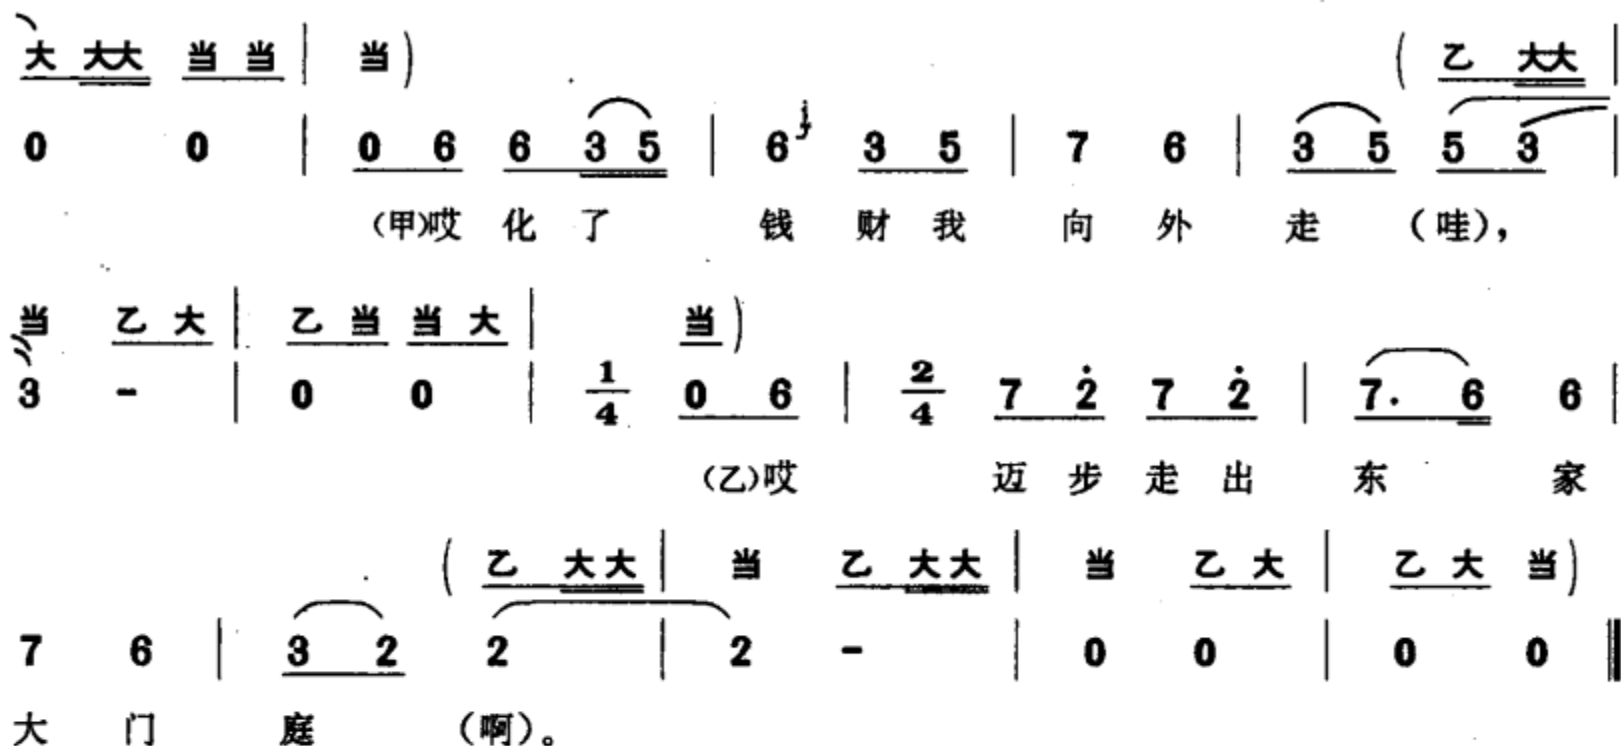 大 大大 当 当 | 当)
( 乙 大大 |
0 0 | 0 6 6 3 5 | 6 3 5 | 7 6 | 3 5 5 3 |
(甲)哎 化 了 钱 财 我 向 外 走 (哇),
当 乙 大 | 乙 当 当 大 | 当)
3 - | 0 0 | 1/4 0 6 | 2/4 7 2 7 2 | 7. 6 6 |
(乙)哎 迈 步 走 出 东 家
( 乙 大大 | 当 乙 大大 | 当 乙 大 | 乙 大 当)
7 6 | 3 2 2 | 2 - | 0 0 | 0 0 ‖
大 门 庭 (啊)。